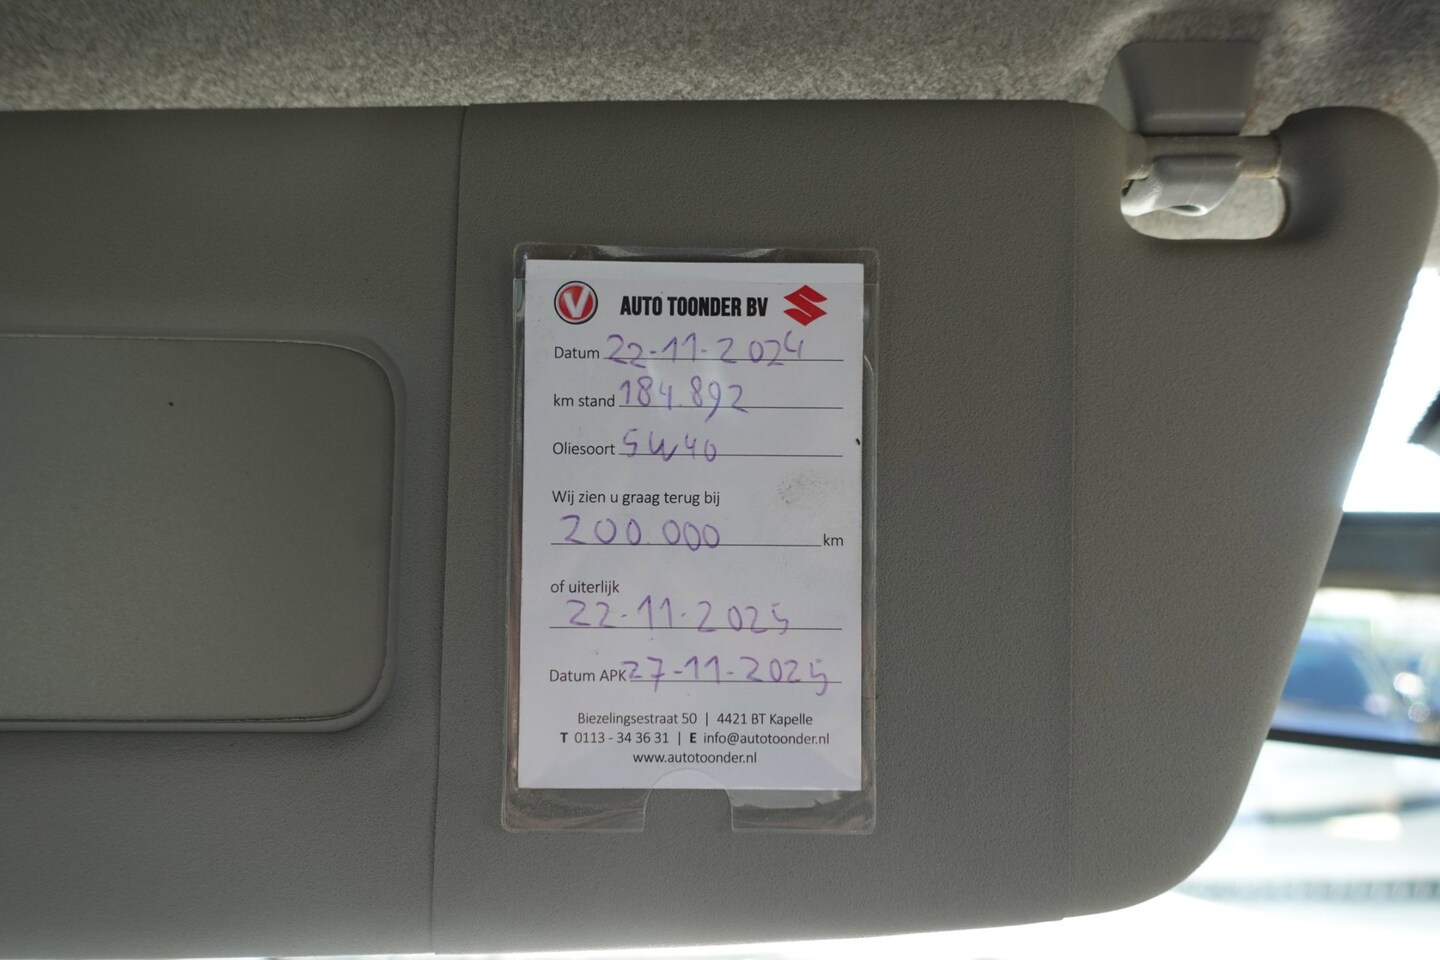 V AUTO TOONDER BV
Datum 22-11-2024
km stand 184.892
Oliesoort 5W40
Wij zien u graag terug bij
200.000 km
of uiterlijk
22-11-2025
Datum APK 27-11-2025
Biezelingsestraat 50 | 4421 BT Kapelle
T 0113 - 34 36 31 | E info@autotoonder.nl
www.autotoonder.nl